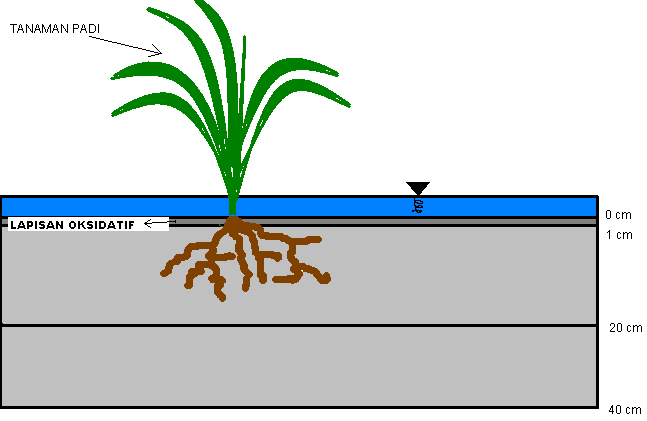 TANAMAN PADI
0 cm
LAPISAN OKSIDATIF
1 cm
20 cm
40 cm